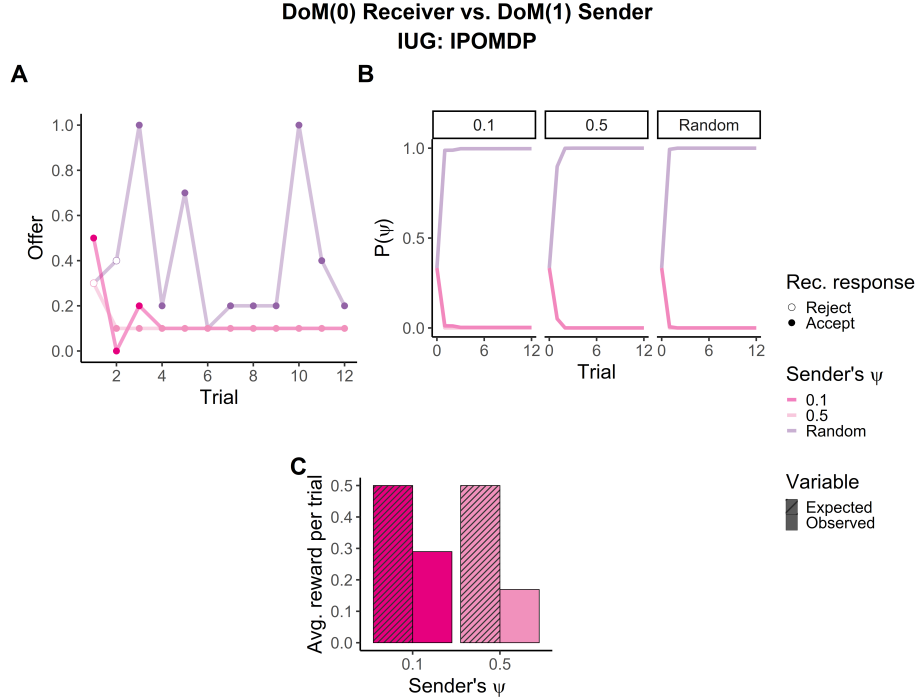 DoM(0) Receiver vs. DoM(1) Sender
IUG: IPOMDP
A
Offer
1.0
0.8
0.6
0.4
0.2
0.0
2 4 6 8 10 12
Trial
B
0.1 0.5 Random
P(ψ)
1.0
0.5
0.0
0 6 12 0 6 12 0 6 12
Trial
Rec. response
Reject
Accept
Sender's ψ
0.1
0.5
Random
Variable
Expected
Observed
C
Avg. reward per trial
0.5
0.4
0.3
0.2
0.1
0.0
0.1 0.5
Sender's ψ